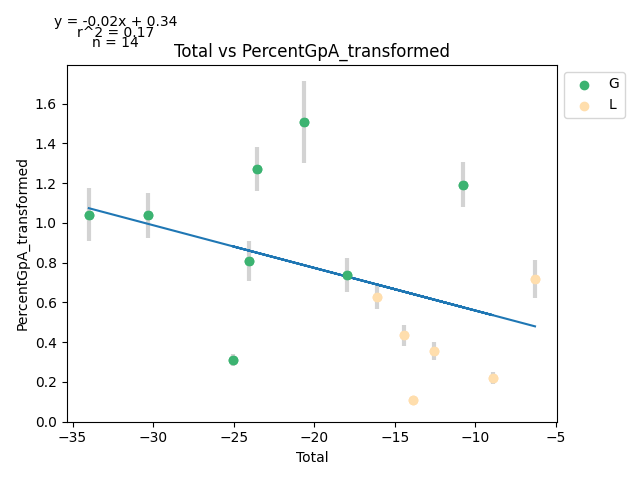 y = -0.02x + 0.34
r^2 = 0.17
n = 14
Total vs PercentGpA_transformed
G
L
PercentGpA_transformed
1.6
1.4
1.2
1.0
0.8
0.6
0.4
0.2
0.0
−35
−30
−25
−20
−15
−10
−5
Total